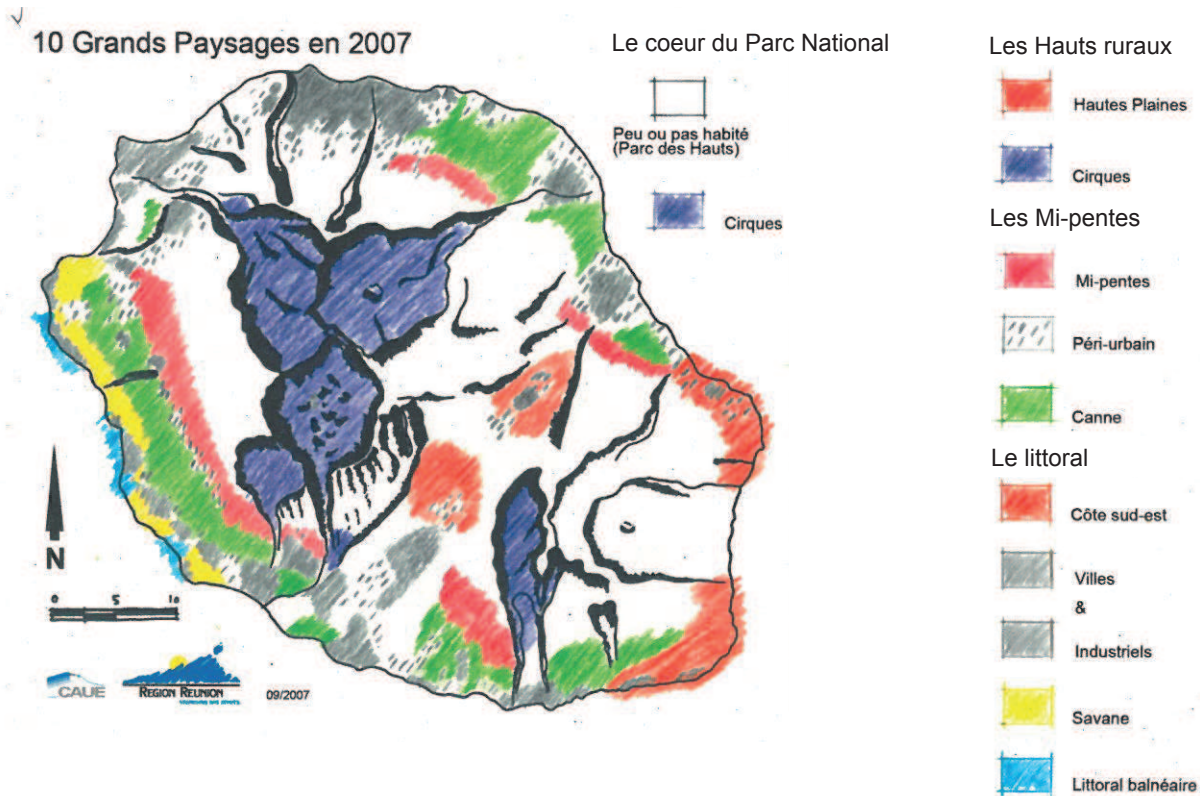 10 Grands Paysages en 2007
Le coeur du Parc National
Peu ou pas habité
(Parc des Hauts)
Cirques
Les Hauts ruraux
Hautes Plaines
Cirques
Les Mi-pentes
Mi-pentes
Péri-urbain
Canne
Le littoral
Côte sud-est
Villes
&
Industriels
Savane
Littoral balnéaire
N
0 5 10
CAUE
REGION REUNION
09/2007